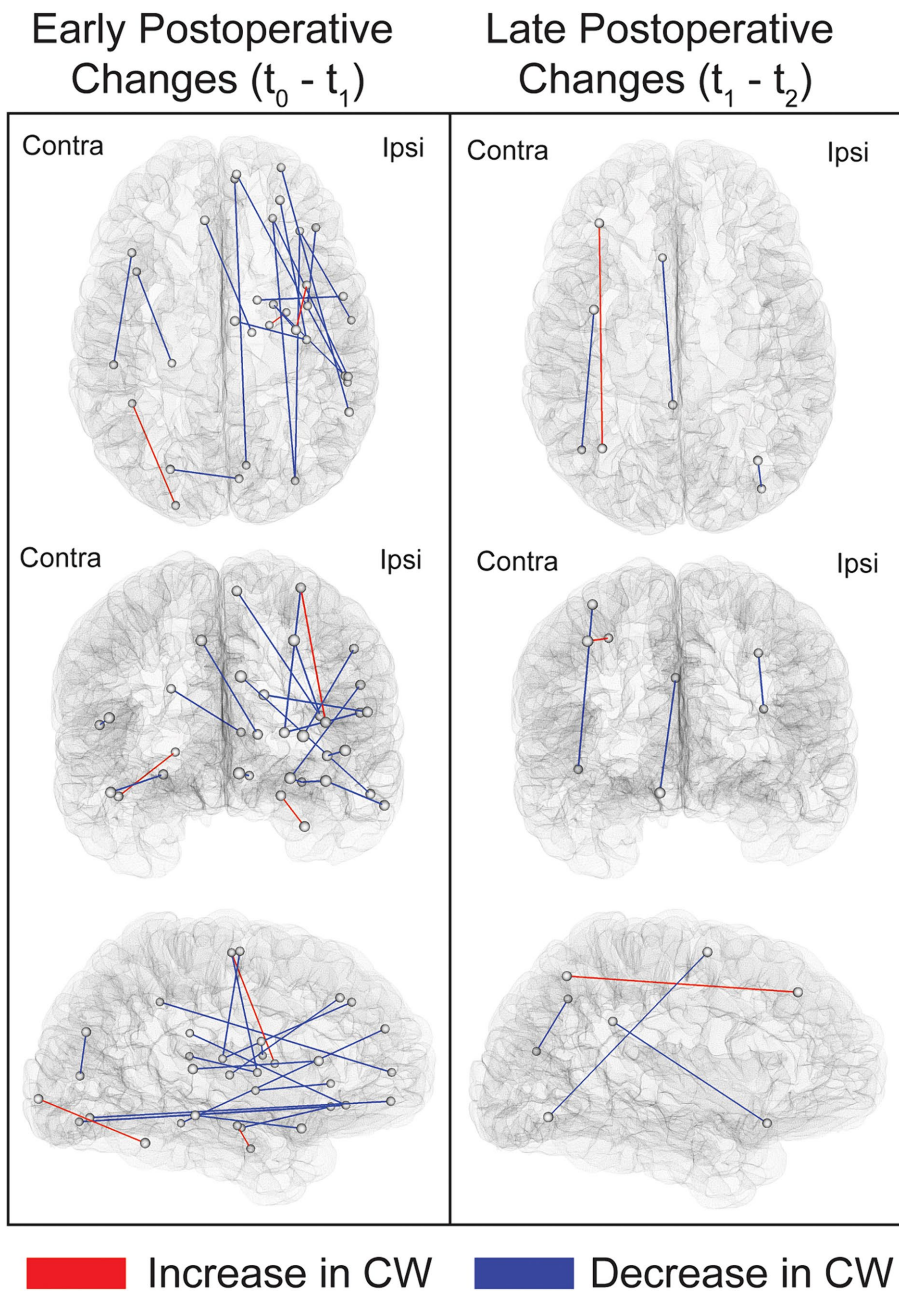 Early Postoperative
Changes (t0 - t1)
Late Postoperative
Changes (t1 - t2)
Contra
Ipsi
Contra
Ipsi
Contra
Ipsi
Contra
Ipsi
Increase in CW
Decrease in CW